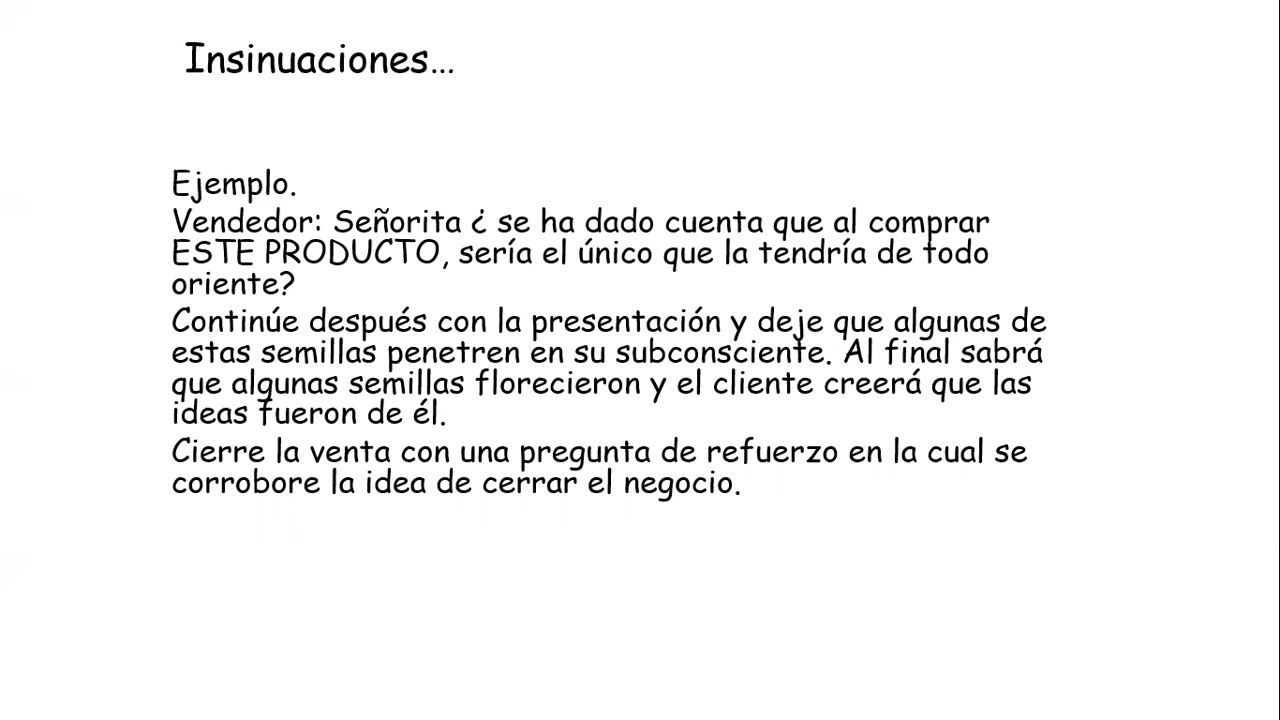 Insinuaciones...
Ejemplo.
Vendedor: Señorita ¿ se ha dado cuenta que al comprar
ESTE PRODUCTO, sería el único que la tendría de todo
oriente?
Continúe después con la presentación y deje que algunas de
estas semillas penetren en su subconsciente. Al final sabrá
que algunas semillas florecieron y el cliente creerá que las
ideas fueron de él.
Cierre la venta con una pregunta de refuerzo en la cual se
corrobore la idea de cerrar el negocio.